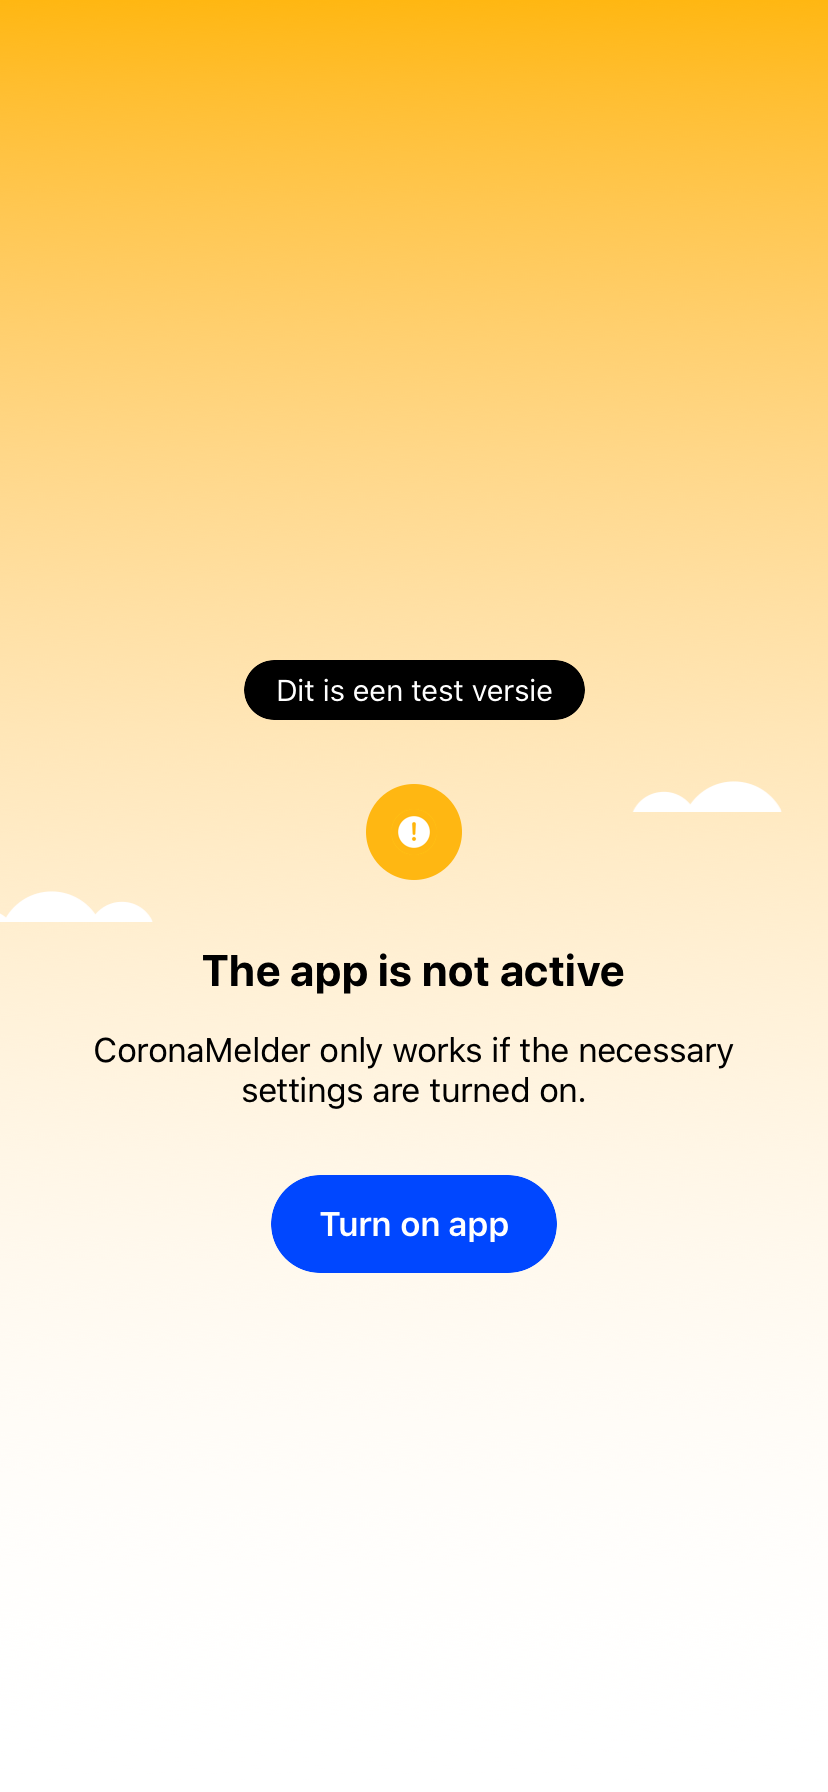 Dit is een test versie
The app is not active
CoronaMelder only works if the necessary
settings are turned on.
Turn on app